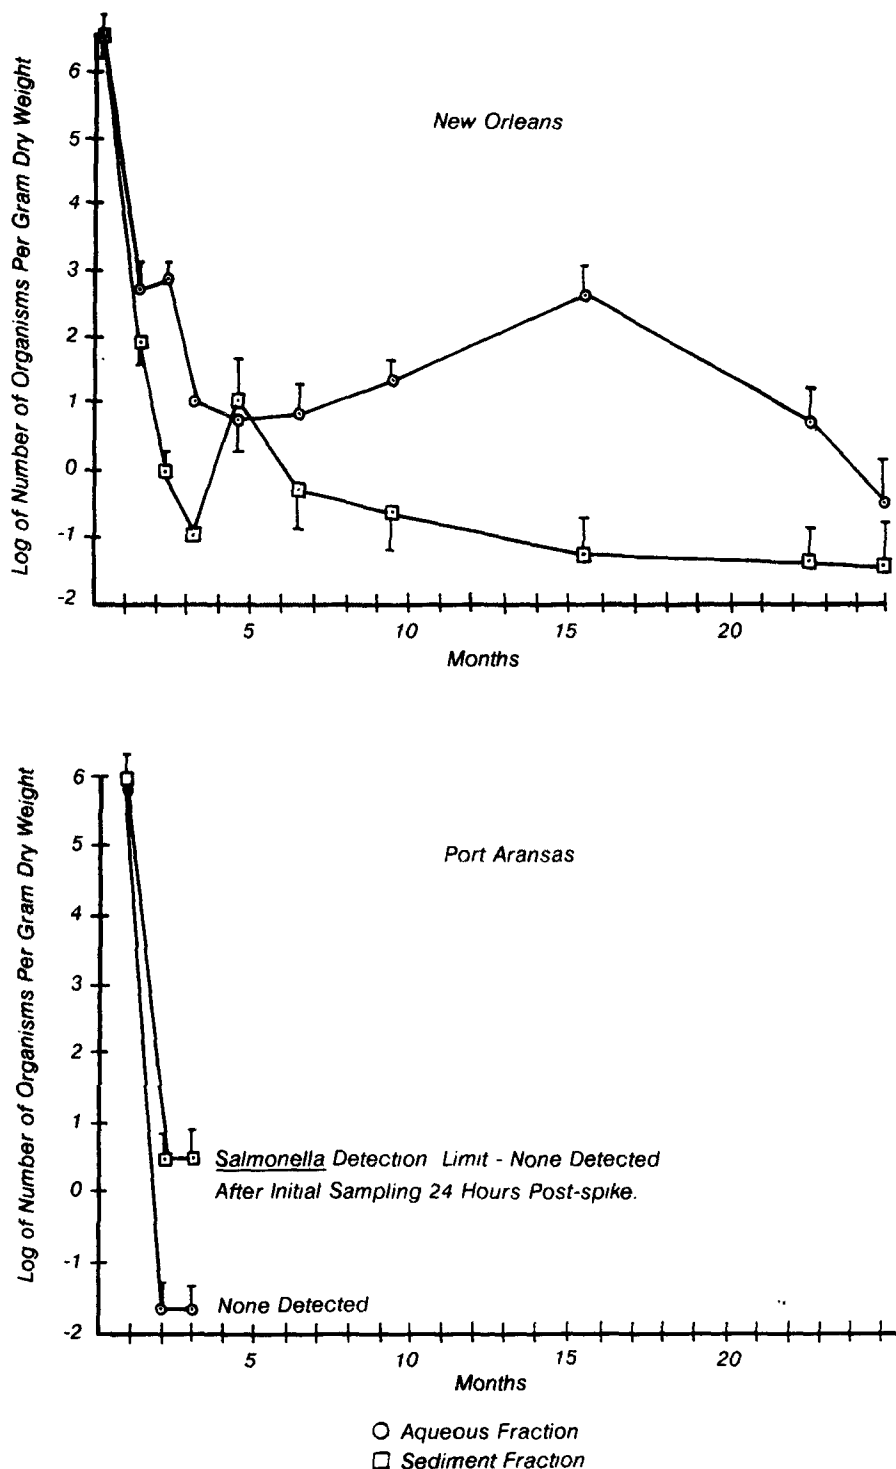 Log of Number of Organisms Per Gram Dry Weight
New Orleans
6
5
4
3
2
1
0
-1
-2
5
10
15
20
Months
Log of Number of Organisms Per Gram Dry Weight
Port Aransas
6
5
4
3
2
1
0
-1
-2
Salmonella Detection Limit - None Detected
After Initial Sampling 24 Hours Post-spike.
None Detected
5
10
15
20
Months
Aqueous Fraction
Sediment Fraction